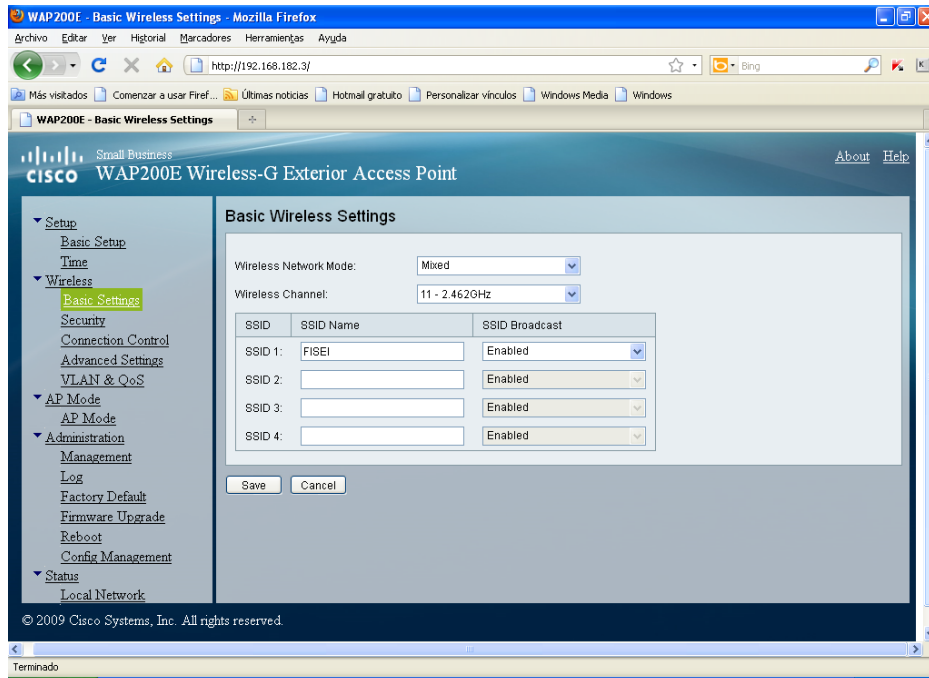 WAP200E - Basic Wireless Settings - Mozilla Firefox
Archivo Editar Ver Historial Marcadores Herramientas Ayuda
http://192.168.182.3/
Bing
Más visitados Comenzar a usar Firef... Últimas noticias Hotmail gratuito Personalizar vínculos Windows Media Windows
WAP200E - Basic Wireless Settings
Small Business
CISCO WAP200E Wireless-G Exterior Access Point
About Help
Setup
Basic Setup
Time
Wireless
Basic Settings
Security
Connection Control
Advanced Settings
VLAN & QoS
AP Mode
AP Mode
Administration
Management
Log
Factory Default
Firmware Upgrade
Reboot
Config Management
Status
Local Network
Basic Wireless Settings
Wireless Network Mode: Mixed
Wireless Channel: 11 - 2.462GHz
SSID SSID Name SSID Broadcast
SSID 1: FISEI Enabled
SSID 2: Enabled
SSID 3: Enabled
SSID 4: Enabled
Save Cancel
© 2009 Cisco Systems, Inc. All rights reserved.
Terminado